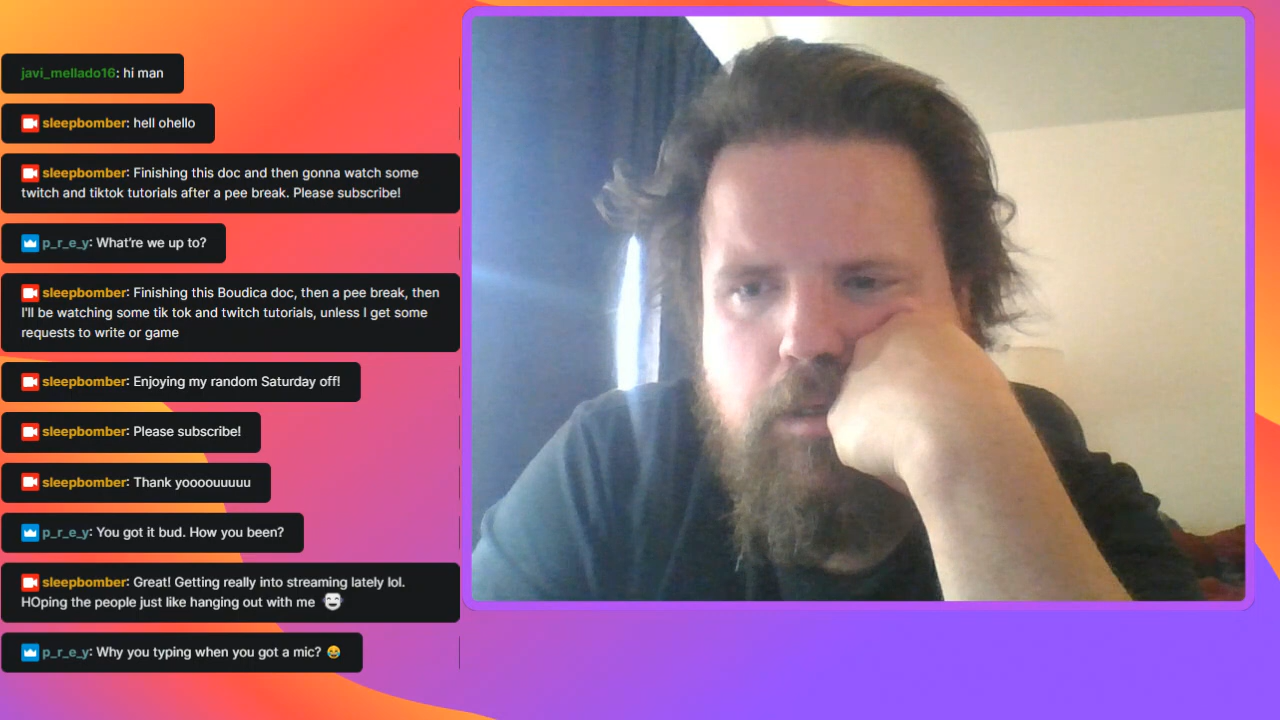 javi_mellado16: hi man
sleepbomber: hell ohello
sleepbomber: Finishing this doc and then gonna watch some
twitch and tiktok tutorials after a pee break. Please subscribe!
p_r_e_y: What're we up to?
sleepbomber: Finishing this Boudica doc, then a pee break, then
I'll be watching some tik tok and twitch tutorials, unless I get some
requests to write or game
sleepbomber: Enjoying my random Saturday off!
sleepbomber: Please subscribe!
sleepbomber: Thank yoooouuuuu
p_r_e_y: You got it bud. How you been?
sleepbomber: Great! Getting really into streaming lately lol.
HOping the people just like hanging out with me
p_r_e_y: Why you typing when you got a mic? 😂